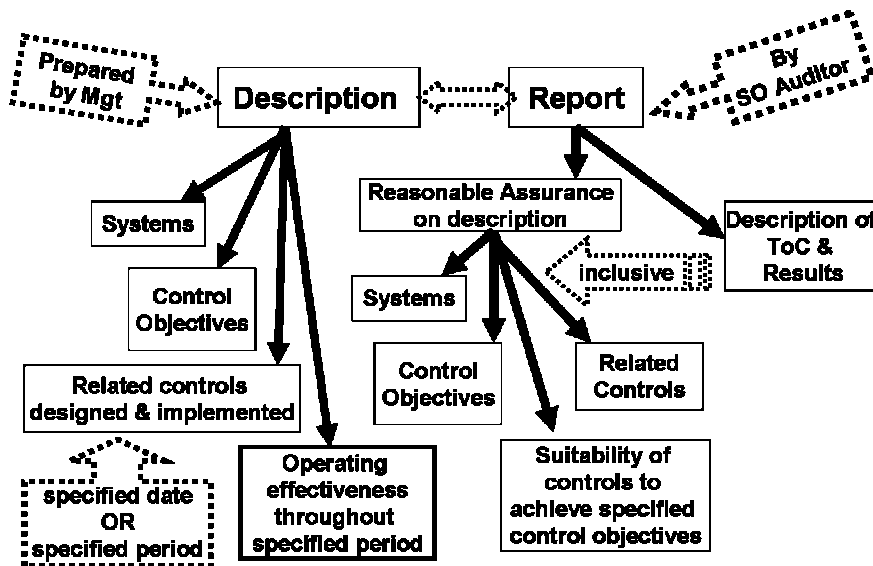 Prepared
by Mgt
Description
Report
By
SO Auditor
Systems
Control
Objectives
Related controls
designed & implemented
specified date
OR
specified period
Operating
effectiveness
throughout
specified period
Reasonable Assurance
on description
Systems
Control
Objectives
inclusive
Related
Controls
Suitability of
controls to
achieve specified
control objectives
Description of
ToC &
Results